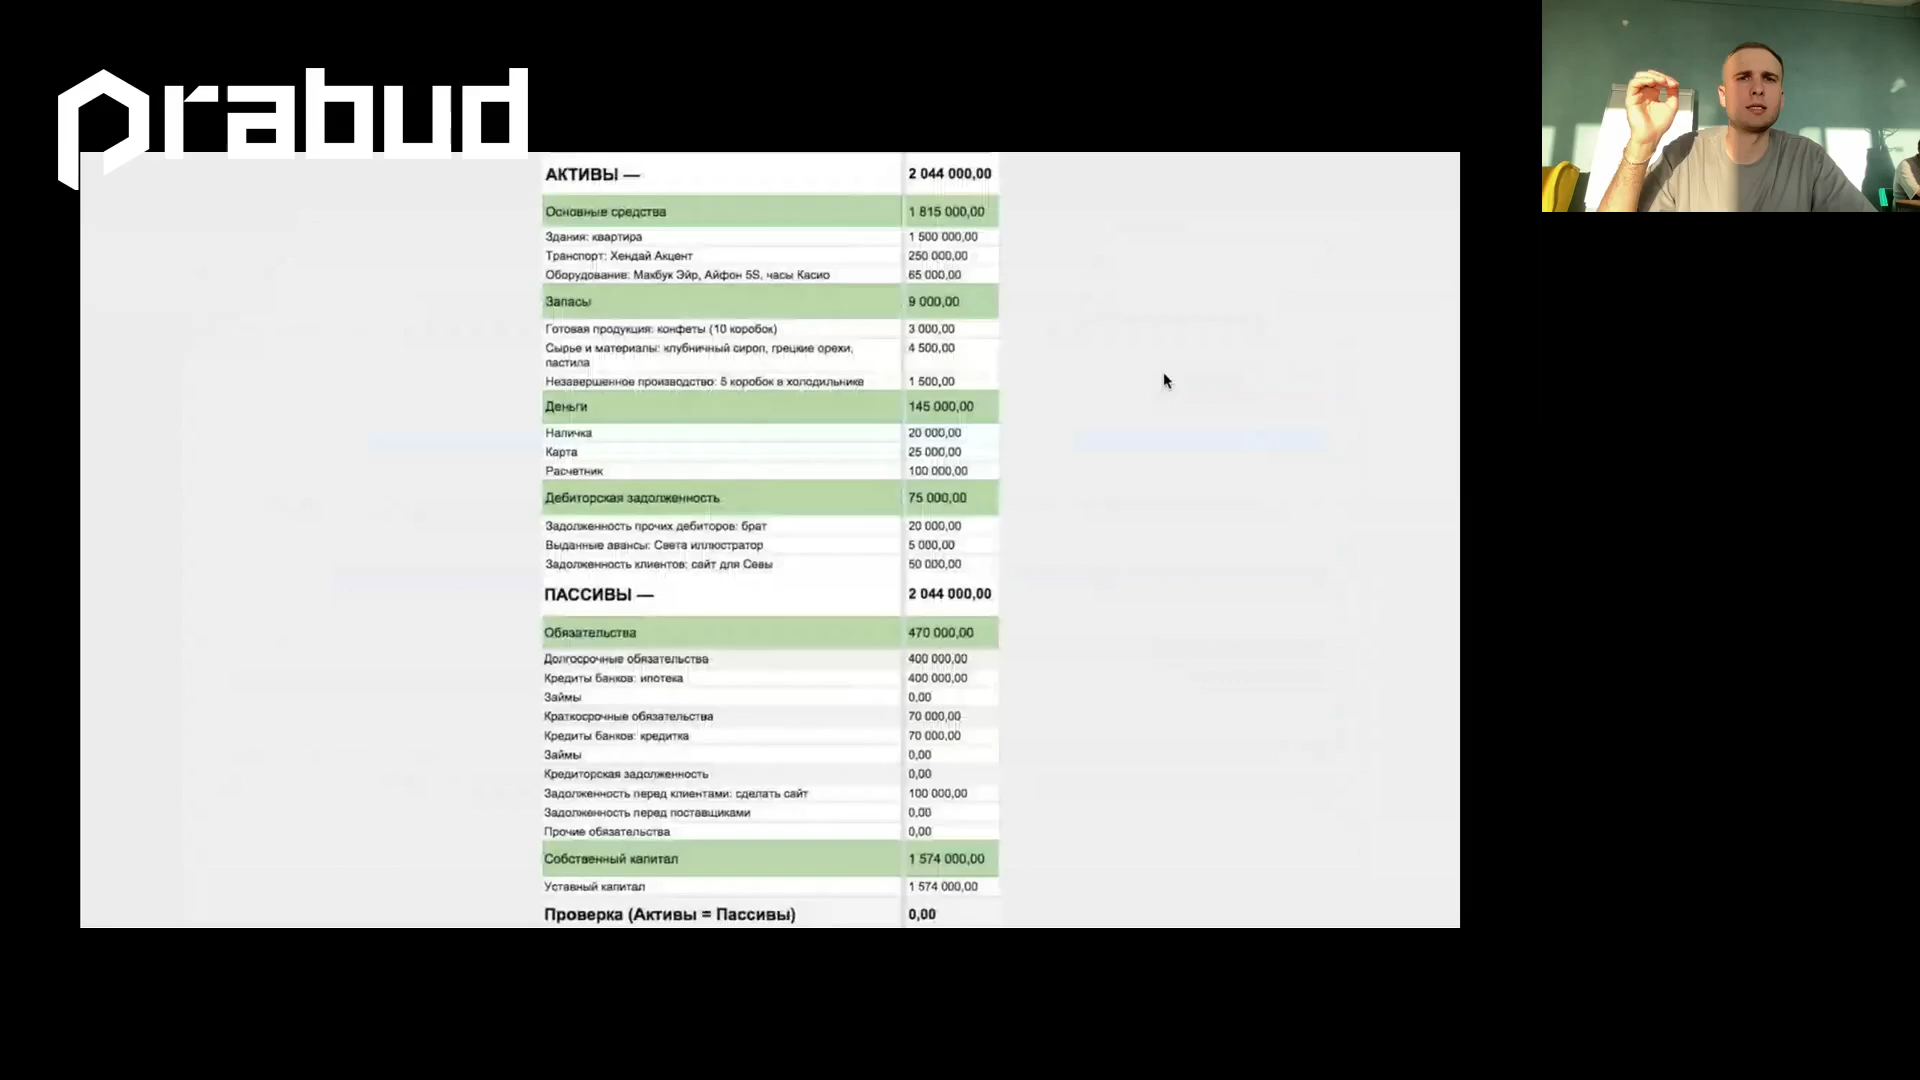 prabud
АКТИВЫ — 2 044 000,00
Основные средства 1 815 000,00
Здания: квартира 1 500 000,00
Транспорт: Хендай Акцент 250 000,00
Оборудование: Макбук Эйр, Айфон 5S, часы Касио 65 000,00
Запасы 9 000,00
Готовая продукция: конфеты (10 коробок) 3 000,00
Сырье и материалы: клубничный сироп, грецкие орехи, 4 500,00
пастила
Незавершенное производство: 5 коробок в холодильнике 1 500,00
Деньги 145 000,00
Наличка 20 000,00
Карта 25 000,00
Расчетник 100 000,00
Дебиторская задолженность 75 000,00
Задолженность прочих дебиторов: брат 20 000,00
Выданные авансы: Света иллюстратор 5 000,00
Задолженность клиентов: сайт для Севы 50 000,00
ПАССИВЫ — 2 044 000,00
Обязательства 470 000,00
Долгосрочные обязательства 400 000,00
Кредиты банков: ипотека 400 000,00
Займы 0,00
Краткосрочные обязательства 70 000,00
Кредиты банков: кредитка 70 000,00
Займы 0,00
Кредиторская задолженность 0,00
Задолженность перед клиентами: сделать сайт 100 000,00
Задолженность перед поставщиками 0,00
Прочие обязательства 0,00
Собственный капитал 1 574 000,00
Уставный капитал 1 574 000,00
Проверка (Активы = Пассивы) 0,00